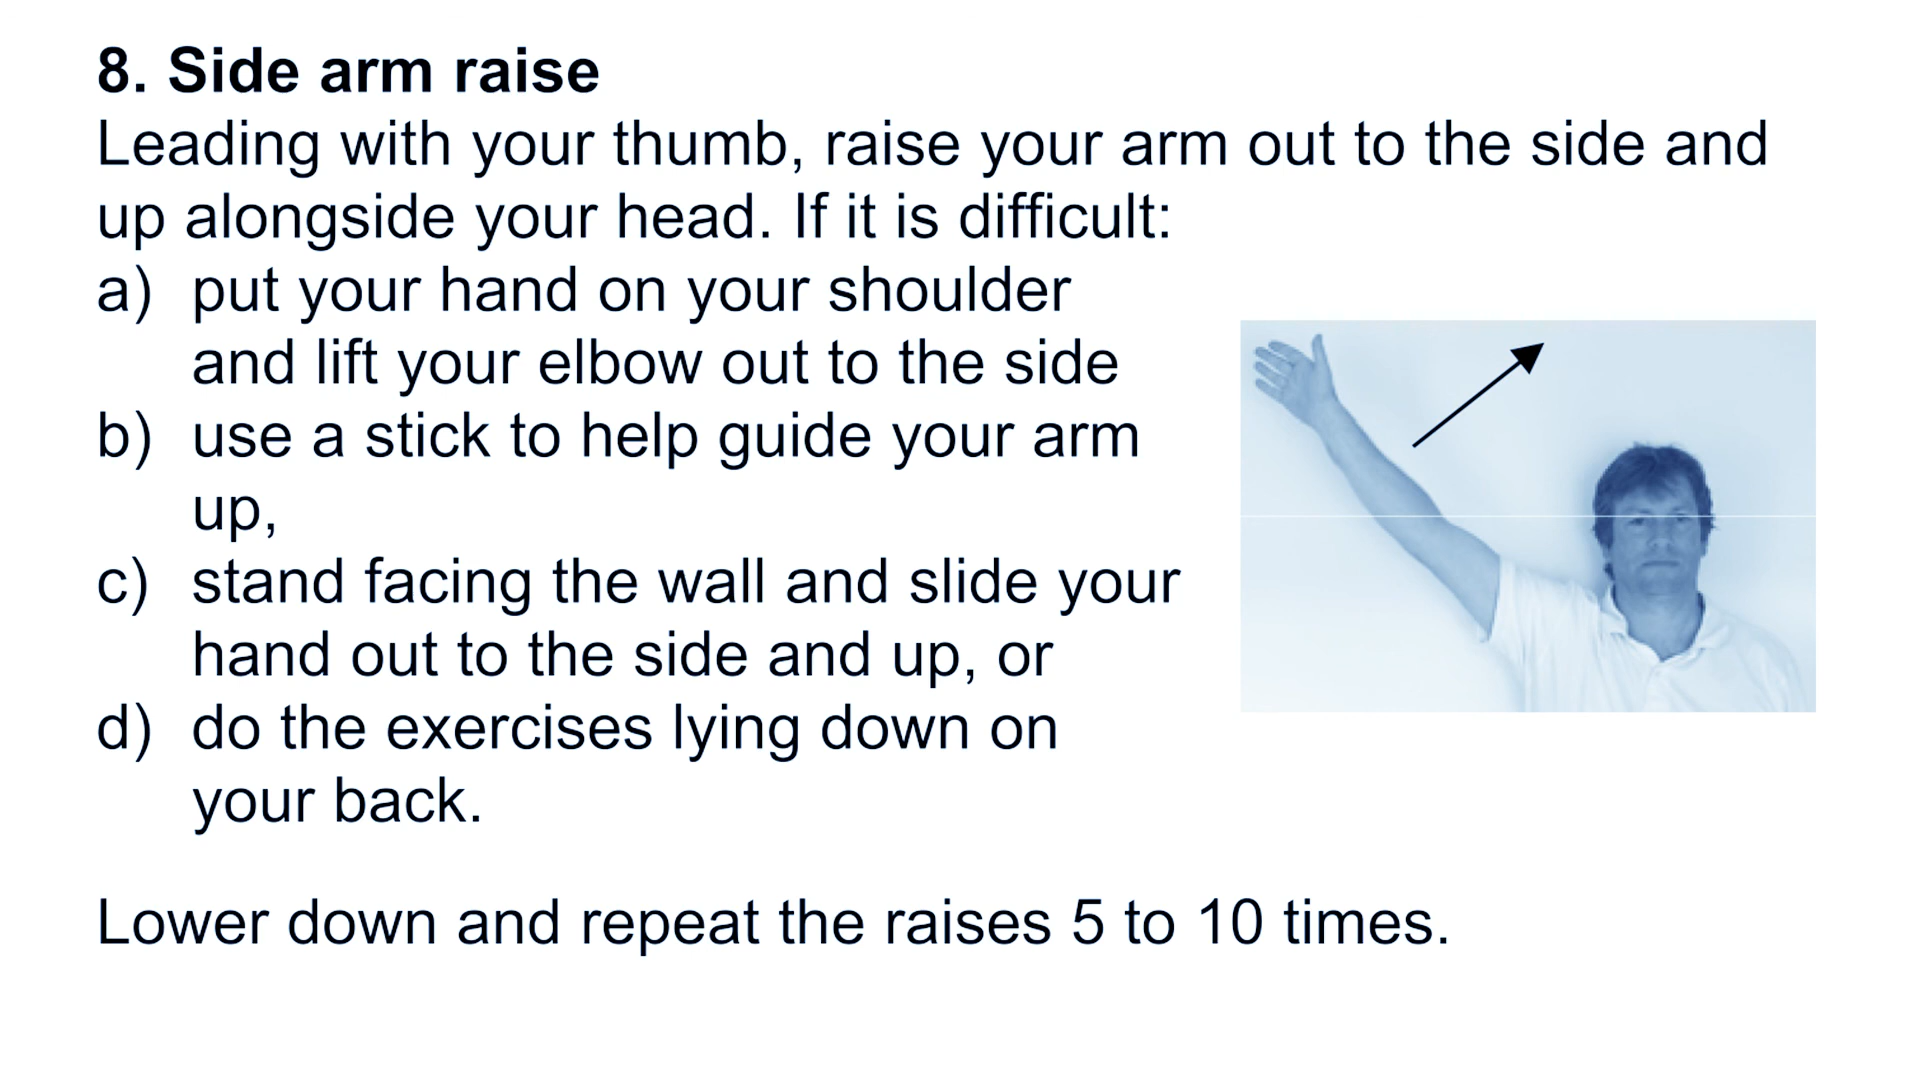 8. Side arm raise
Leading with your thumb, raise your arm out to the side and
up alongside your head. If it is difficult:
a) put your hand on your shoulder
and lift your elbow out to the side
b) use a stick to help guide your arm
up,
c) stand facing the wall and slide your
hand out to the side and up, or
d) do the exercises lying down on
your back.
Lower down and repeat the raises 5 to 10 times.